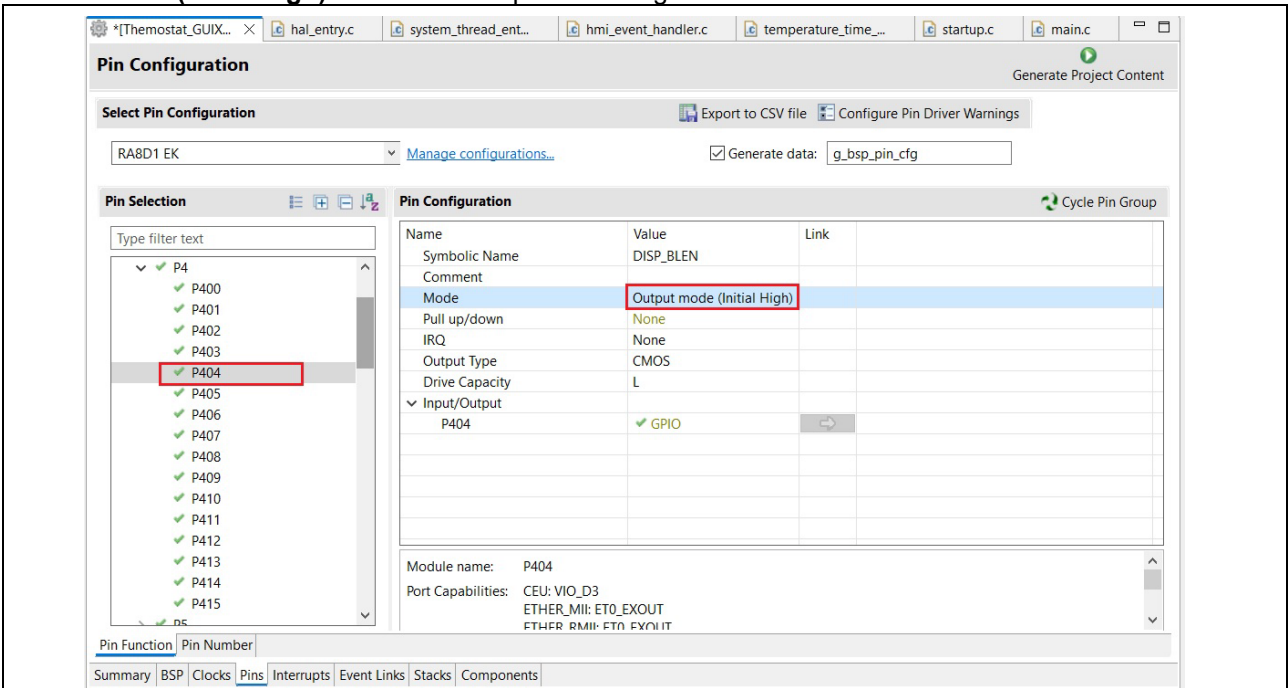 (Initial High)
*[Themostat_GUIX... hal_entry.c system_thread_ent... hmi_event_handler.c temperature_time_... startup.c main.c
Pin Configuration
Generate Project Content
Select Pin Configuration Export to CSV file Configure Pin Driver Warnings
RA8D1 EK Manage configurations... Generate data: g_bsp_pin_cfg
Pin Selection
Type filter text
P4
P400
P401
P402
P403
P404
P405
P406
P407
P408
P409
P410
P411
P412
P413
P414
P415
P5
Pin Configuration Cycle Pin Group
Name Value Link
Symbolic Name DISP_BLEN
Comment
Mode Output mode (Initial High)
Pull up/down None
IRQ None
Output Type CMOS
Drive Capacity L
Input/Output
P404 GPIO
Module name: P404
Port Capabilities: CEU: VIO_D3
ETHER_MII: ET0_EXOUT
ETHER_RMII: ET0_EXOUT
Pin Function Pin Number
Summary BSP Clocks Pins Interrupts Event Links Stacks Components